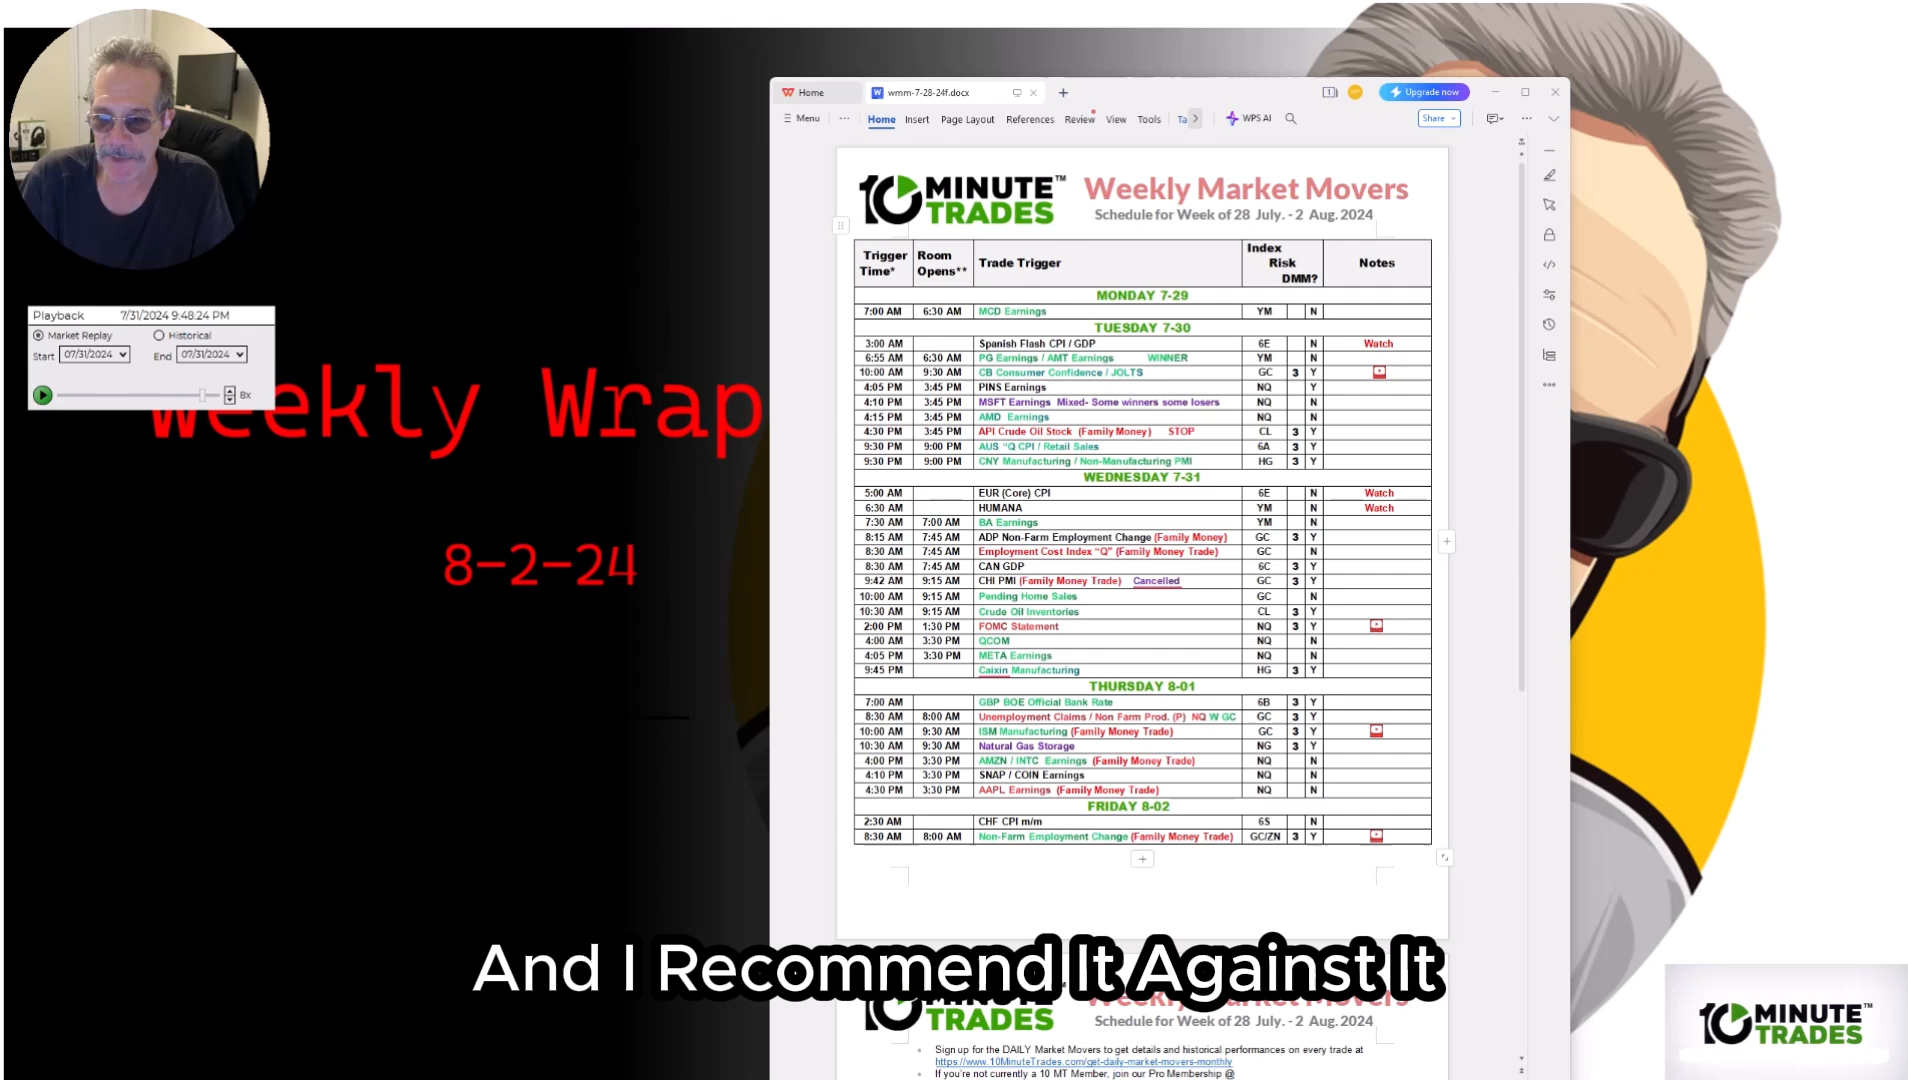 Home
wmm-7-28-24f.docx
Upgrade now
Menu
Home Insert Page Layout References Review View Tools Ta
WPS AI
Share
10 MINUTE TRADES™
Weekly Market Movers
Schedule for Week of 28 July. - 2 Aug. 2024
Trigger Time* Room Opens** Trade Trigger Index Risk DMM? Notes
MONDAY 7-29
7:00 AM 6:30 AM MCD Earnings YM N
TUESDAY 7-30
3:00 AM Spanish Flash CPI / GDP 6E N Watch
6:55 AM 6:30 AM PG Earnings / AMT Earnings WINNER YM N
10:00 AM 9:30 AM CB Consumer Confidence / JOLTS GC 3 Y
4:05 PM 3:45 PM PINS Earnings NQ Y
4:10 PM 3:45 PM MSFT Earnings Mixed- Some winners some losers NQ N
4:15 PM 3:45 PM AMD Earnings NQ N
4:30 PM 3:45 PM API Crude Oil Stock (Family Money) STOP CL 3 Y
9:30 PM 9:00 PM AUS "Q CPI / Retail Sales 6A 3 Y
9:30 PM 9:00 PM CNY Manufacturing / Non-Manufacturing PMI HG 3 Y
WEDNESDAY 7-31
5:00 AM EUR (Core) CPI 6E N Watch
6:30 AM HUMANA YM N Watch
7:30 AM 7:00 AM BA Earnings YM N
8:15 AM 7:45 AM ADP Non-Farm Employment Change (Family Money) GC 3 Y
8:30 AM 7:45 AM Employment Cost Index "Q" (Family Money Trade) GC N
8:30 AM 7:45 AM CAN GDP 6C 3 Y
9:42 AM 9:15 AM CHI PMI (Family Money Trade) Cancelled GC 3 Y
10:00 AM 9:15 AM Pending Home Sales GC N
10:30 AM 9:15 AM Crude Oil Inventories CL 3 Y
2:00 PM 1:30 PM FOMC Statement NQ 3 Y
4:00 AM 3:30 PM QCOM NQ N
4:05 PM 3:30 PM META Earnings NQ N
9:45 PM Caixin Manufacturing HG 3 Y
THURSDAY 8-01
7:00 AM GBP BOE Official Bank Rate 6B 3 Y
8:30 AM 8:00 AM Unemployment Claims / Non Farm Prod. (P) NQ W GC GC 3 Y
10:00 AM 9:30 AM ISM Manufacturing (Family Money Trade) GC 3 Y
10:30 AM 9:30 AM Natural Gas Storage NG 3 Y
4:00 PM 3:30 PM AMZN / INTC Earnings (Family Money Trade) NQ N
4:10 PM 3:30 PM SNAP / COIN Earnings NQ N
4:30 PM 3:30 PM AAPL Earnings (Family Money Trade) NQ N
FRIDAY 8-02
2:30 AM CHF CPI m/m 6S N
8:30 AM 8:00 AM Non-Farm Employment Change (Family Money Trade) GC/ZN 3 Y
Playback 7/31/2024 9:48:24 PM
Market Replay Historical
Start 07/31/2024 End 07/31/2024
8x
Weekly Wrap
8-2-24
And I Recommend It Against It
10 MINUTE TRADES
Weekly Market Movers
Schedule for Week of 28 July. - 2 Aug. 2024
Sign up for the DAILY Market Movers to get details and historical performances on every trade at
https://www.10MinuteTrades.com/get-daily-market-movers-monthly
If you're not currently a 10 MT Member, join our Pro Membership @
10 MINUTE TRADES™